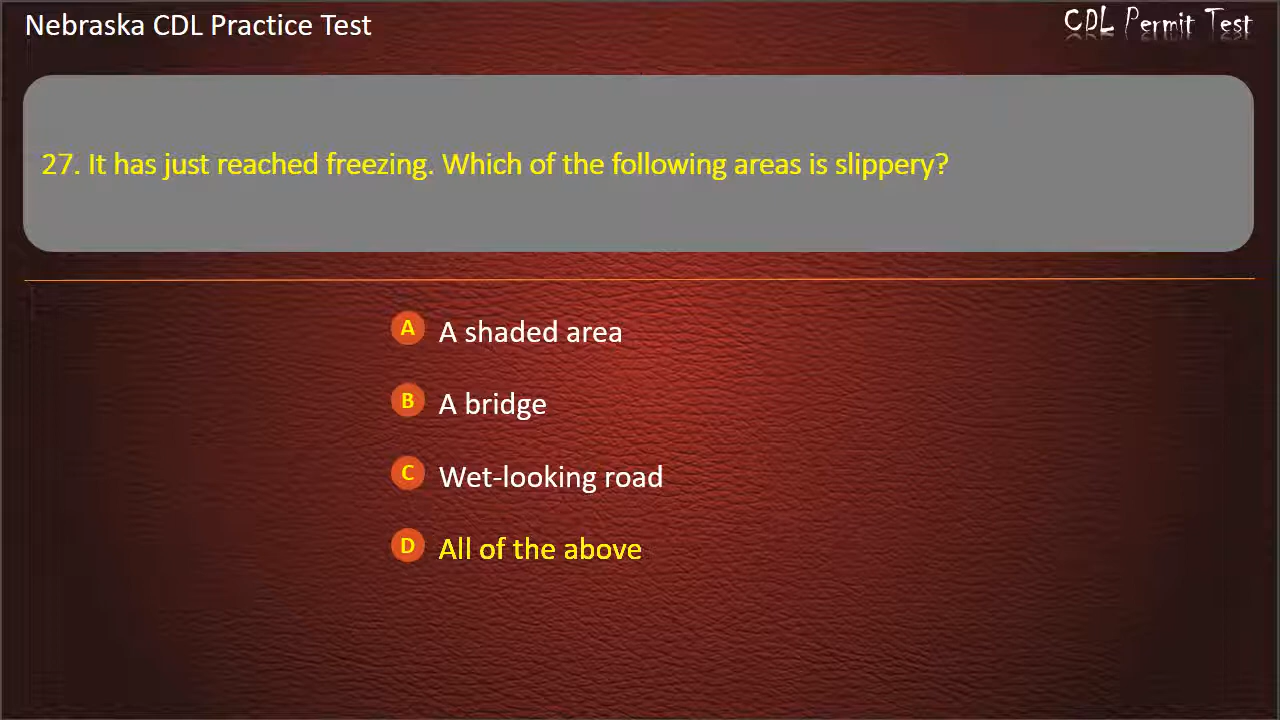 Nebraska CDL Practice Test
CDL Permit Test
27. It has just reached freezing. Which of the following areas is slippery?
A A shaded area
B A bridge
C Wet-looking road
D All of the above